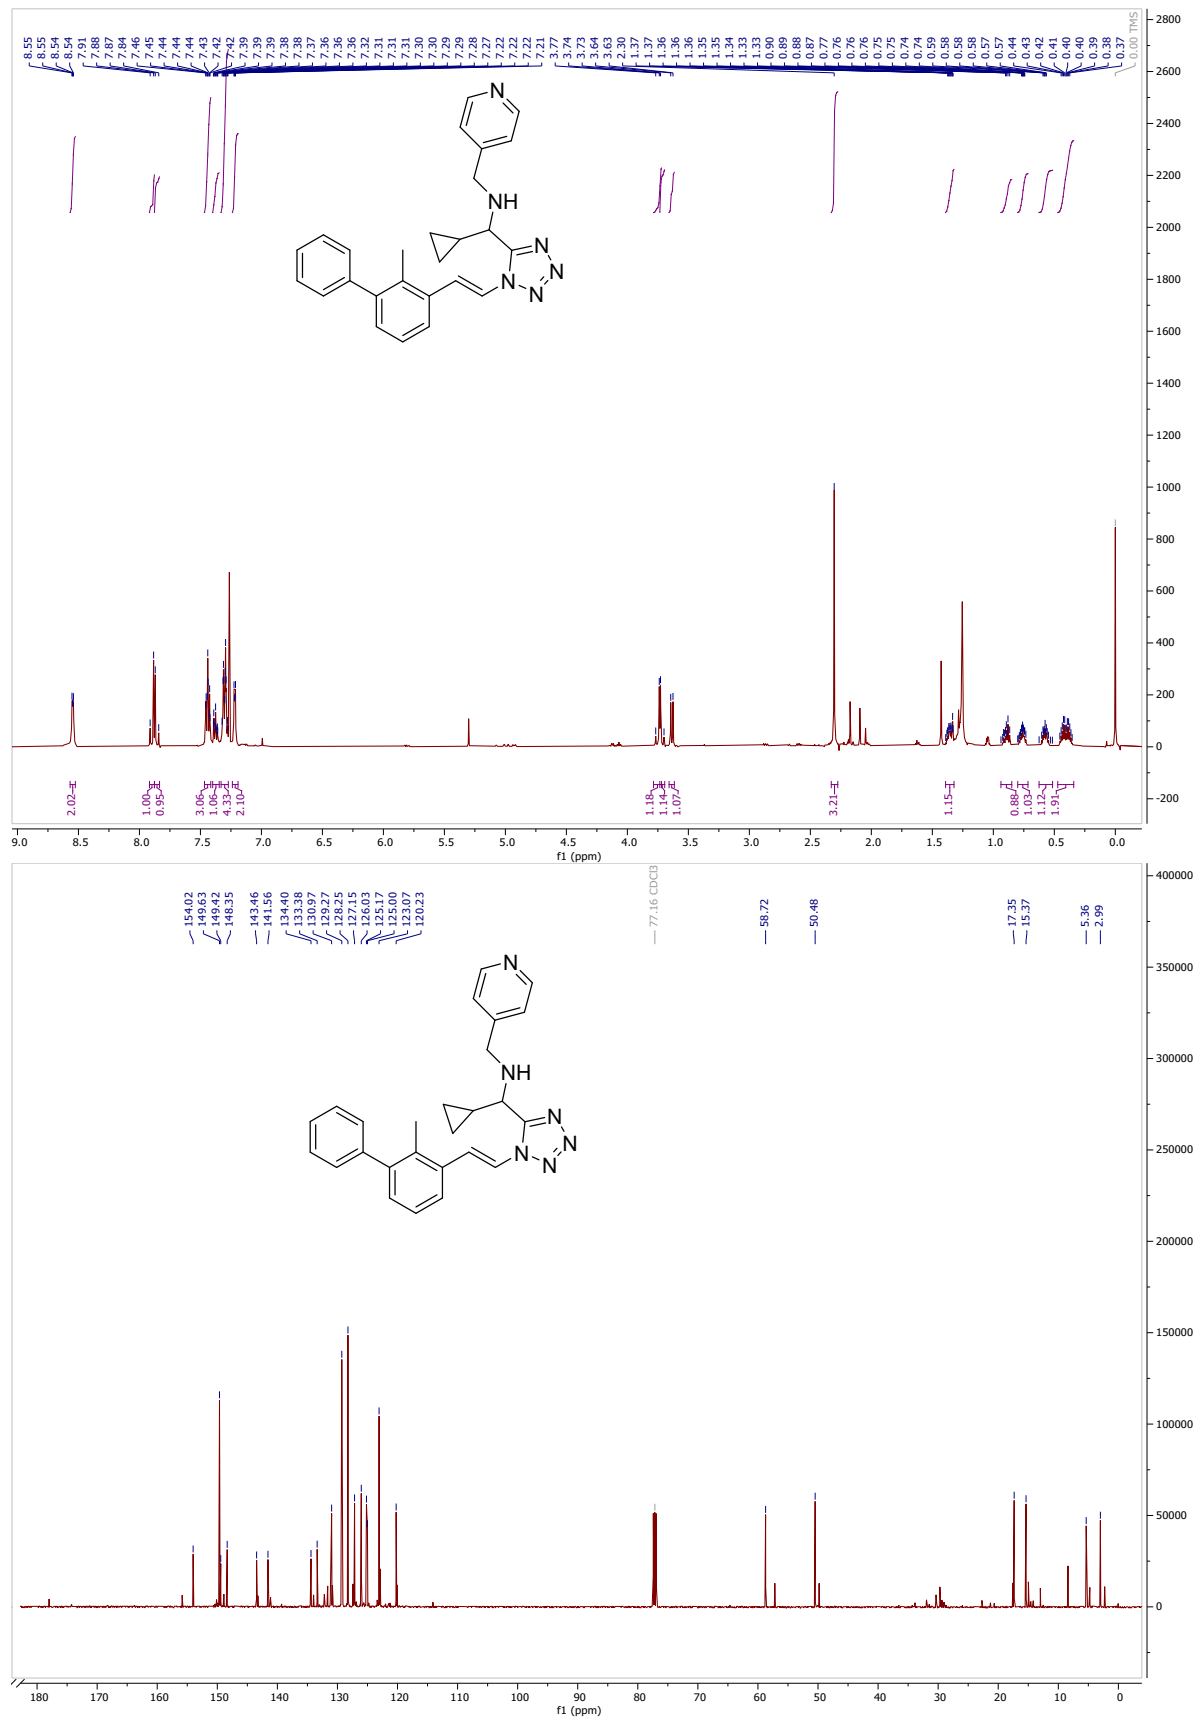 8.55 8.55 8.54 8.54 7.91 7.88 7.87 7.84 7.46 7.45 7.44 7.44 7.43 7.42 7.42 7.39 7.39 7.39 7.38 7.38 7.37 7.36 7.36 7.36 7.32 7.31 7.31 7.31 7.30 7.30 7.29 7.29 7.28 7.27 7.22 7.22 7.22 7.21 3.77 3.74 3.73 3.64 3.63 2.30 1.37 1.37 1.36 1.36 1.36 1.35 1.35 1.34 1.33 1.33 0.90 0.89 0.88 0.87 0.77 0.76 0.76 0.76 0.75 0.75 0.74 0.74 0.59 0.58 0.58 0.58 0.57 0.57 0.44 0.43 0.42 0.41 0.40 0.40 0.39 0.38 0.37 0.00 TMS
N
NH
N
N
N
N
2800
2600
2400
2200
2000
1800
1600
1400
1200
1000
800
600
400
200
0
-200
2.02 1.00 0.95 3.06 1.06 4.33 2.10 1.18 1.14 1.07 3.21 1.15 0.88 1.03 1.12 1.91
9.0 8.5 8.0 7.5 7.0 6.5 6.0 5.5 5.0 4.5 4.0 3.5 3.0 2.5 2.0 1.5 1.0 0.5 0.0
f1 (ppm)
154.02 149.63 149.42 148.35 143.46 141.56 134.40 133.38 130.97 129.27 128.25 127.15 126.03 125.17 125.00 123.07 120.23 77.16 CDCl3 58.72 50.48 17.35 15.37 5.36 2.99
N
NH
N
N
N
N
400000
350000
300000
250000
200000
150000
100000
50000
0
180 170 160 150 140 130 120 110 100 90 80 70 60 50 40 30 20 10 0
f1 (ppm)